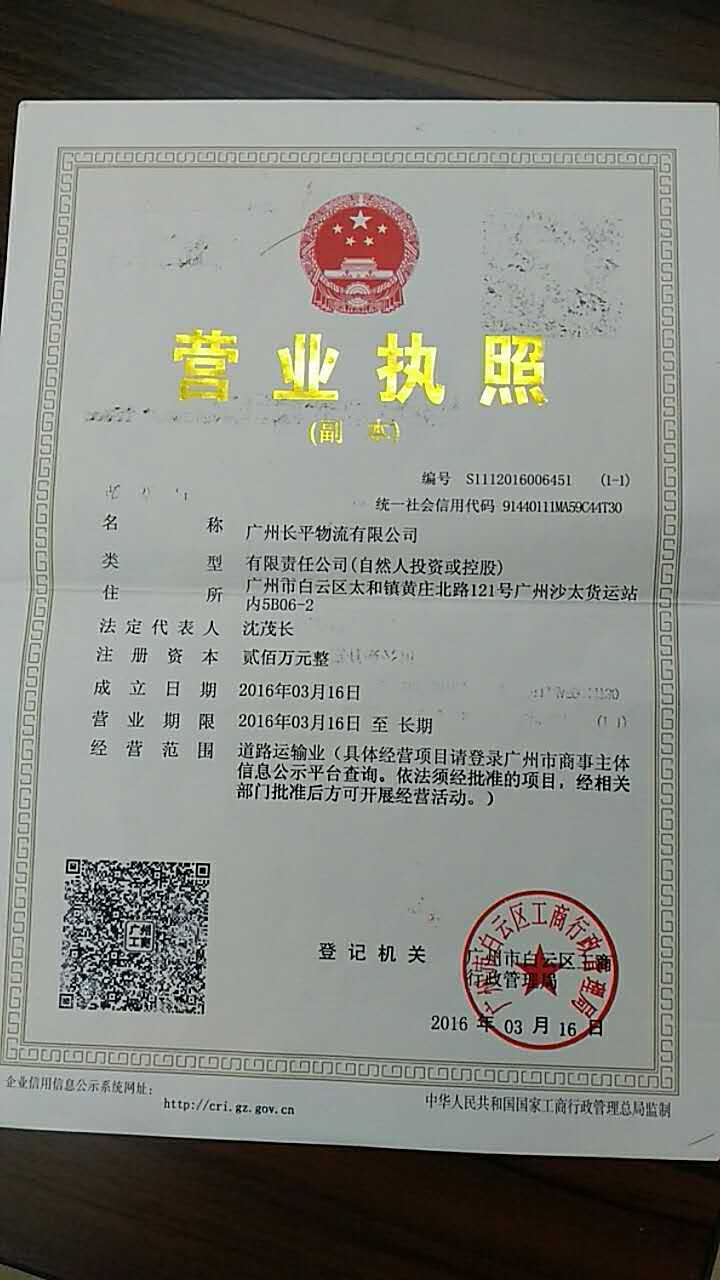 营业执照
(副 本)
编号 S1112016006451 (1-1)
统一社会信用代码 91440111MA59C44T30
名 称 广州长平物流有限公司
类 型 有限责任公司(自然人投资或控股)
住 所 广州市白云区太和镇黄庄北路121号广州沙太货运站
内5B06-2
法定代表人 沈茂长
注册资本 贰佰万元整
成立日期 2016年03月16日
营业期限 2016年03月16日 至 长期
经营范围 道路运输业（具体经营项目请登录广州市商事主体
信息公示平台查询。依法须经批准的项目，经相关
部门批准后方可开展经营活动。）
广州
工商
登记机关 广州市白云区工商
行政管理局
广州市白云区工商行政管理局
2016 年 03 月 16 日
企业信用信息公示系统网址：
http://cri.gz.gov.cn
中华人民共和国国家工商行政管理总局监制